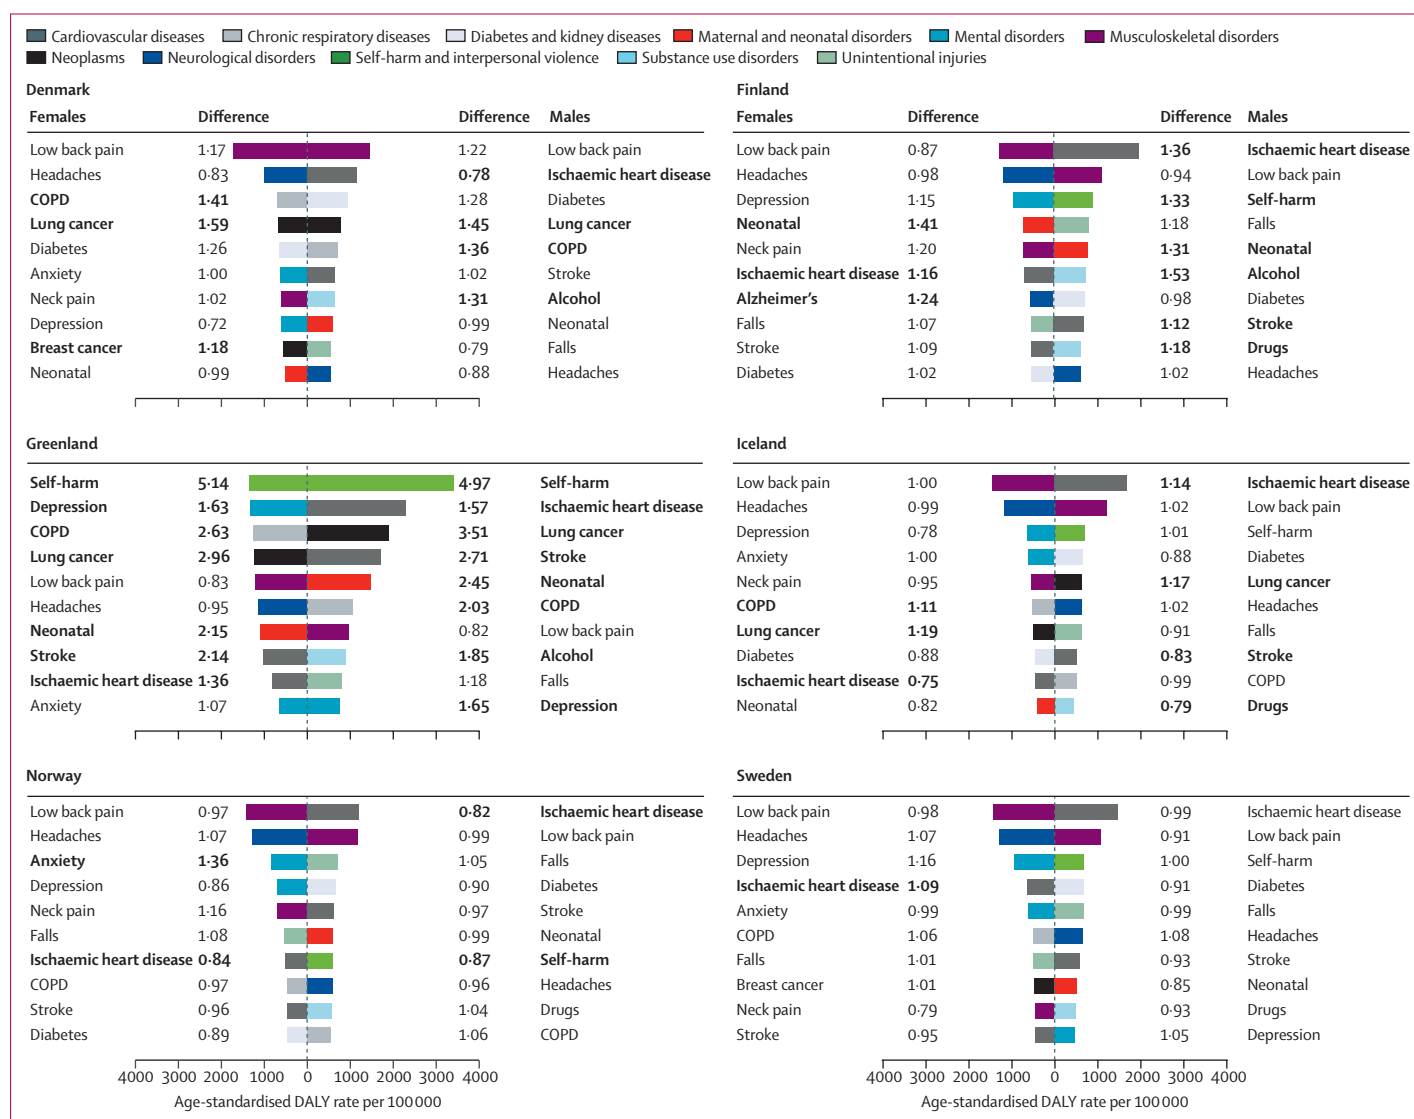 Cardiovascular diseases Chronic respiratory diseases Diabetes and kidney diseases Maternal and neonatal disorders Mental disorders Musculoskeletal disorders
Neoplasms Neurological disorders Self-harm and interpersonal violence Substance use disorders Unintentional injuries
Denmark
Females Difference Difference Males
Low back pain 1·17 1·22 Low back pain
Headaches 0·83 0·78 Ischaemic heart disease
COPD 1·41 1·28 Diabetes
Lung cancer 1·59 1·45 Lung cancer
Diabetes 1·26 1·36 COPD
Anxiety 1·00 1·02 Stroke
Neck pain 1·02 1·31 Alcohol
Depression 0·72 0·99 Neonatal
Breast cancer 1·18 0·79 Falls
Neonatal 0·99 0·88 Headaches
Finland
Females Difference Difference Males
Low back pain 0·87 1·36 Ischaemic heart disease
Headaches 0·98 0·94 Low back pain
Depression 1·15 1·33 Self-harm
Neonatal 1·41 1·18 Falls
Neck pain 1·20 1·31 Neonatal
Ischaemic heart disease 1·16 1·53 Alcohol
Alzheimer's 1·24 0·98 Diabetes
Falls 1·07 1·12 Stroke
Stroke 1·09 1·18 Drugs
Diabetes 1·02 1·02 Headaches
Greenland
Self-harm 5·14 4·97 Self-harm
Depression 1·63 1·57 Ischaemic heart disease
COPD 2·63 3·51 Lung cancer
Lung cancer 2·96 2·71 Stroke
Low back pain 0·83 2·45 Neonatal
Headaches 0·95 2·03 COPD
Neonatal 2·15 0·82 Low back pain
Stroke 2·14 1·85 Alcohol
Ischaemic heart disease 1·36 1·18 Falls
Anxiety 1·07 1·65 Depression
Iceland
Low back pain 1·00 1·14 Ischaemic heart disease
Headaches 0·99 1·02 Low back pain
Depression 0·78 1·01 Self-harm
Anxiety 1·00 0·88 Diabetes
Neck pain 0·95 1·17 Lung cancer
COPD 1·11 1·02 Headaches
Lung cancer 1·19 0·91 Falls
Diabetes 0·88 0·83 Stroke
Ischaemic heart disease 0·75 0·99 COPD
Neonatal 0·82 0·79 Drugs
Norway
Low back pain 0·97 0·82 Ischaemic heart disease
Headaches 1·07 0·99 Low back pain
Anxiety 1·36 1·05 Falls
Depression 0·86 0·90 Diabetes
Neck pain 1·16 0·97 Stroke
Falls 1·08 0·99 Neonatal
Ischaemic heart disease 0·84 0·87 Self-harm
COPD 0·97 0·96 Headaches
Stroke 0·96 1·04 Drugs
Diabetes 0·89 1·06 COPD
4000 3000 2000 1000 0 1000 2000 3000 4000
Age-standardised DALY rate per 100 000
Sweden
Low back pain 0·98 0·99 Ischaemic heart disease
Headaches 1·07 0·91 Low back pain
Depression 1·16 1·00 Self-harm
Ischaemic heart disease 1·09 0·91 Diabetes
Anxiety 0·99 0·99 Falls
COPD 1·06 1·08 Headaches
Falls 1·01 0·93 Stroke
Breast cancer 1·01 0·85 Neonatal
Neck pain 0·79 0·93 Drugs
Stroke 0·95 1·05 Depression
4000 3000 2000 1000 0 1000 2000 3000 4000
Age-standardised DALY rate per 100 000